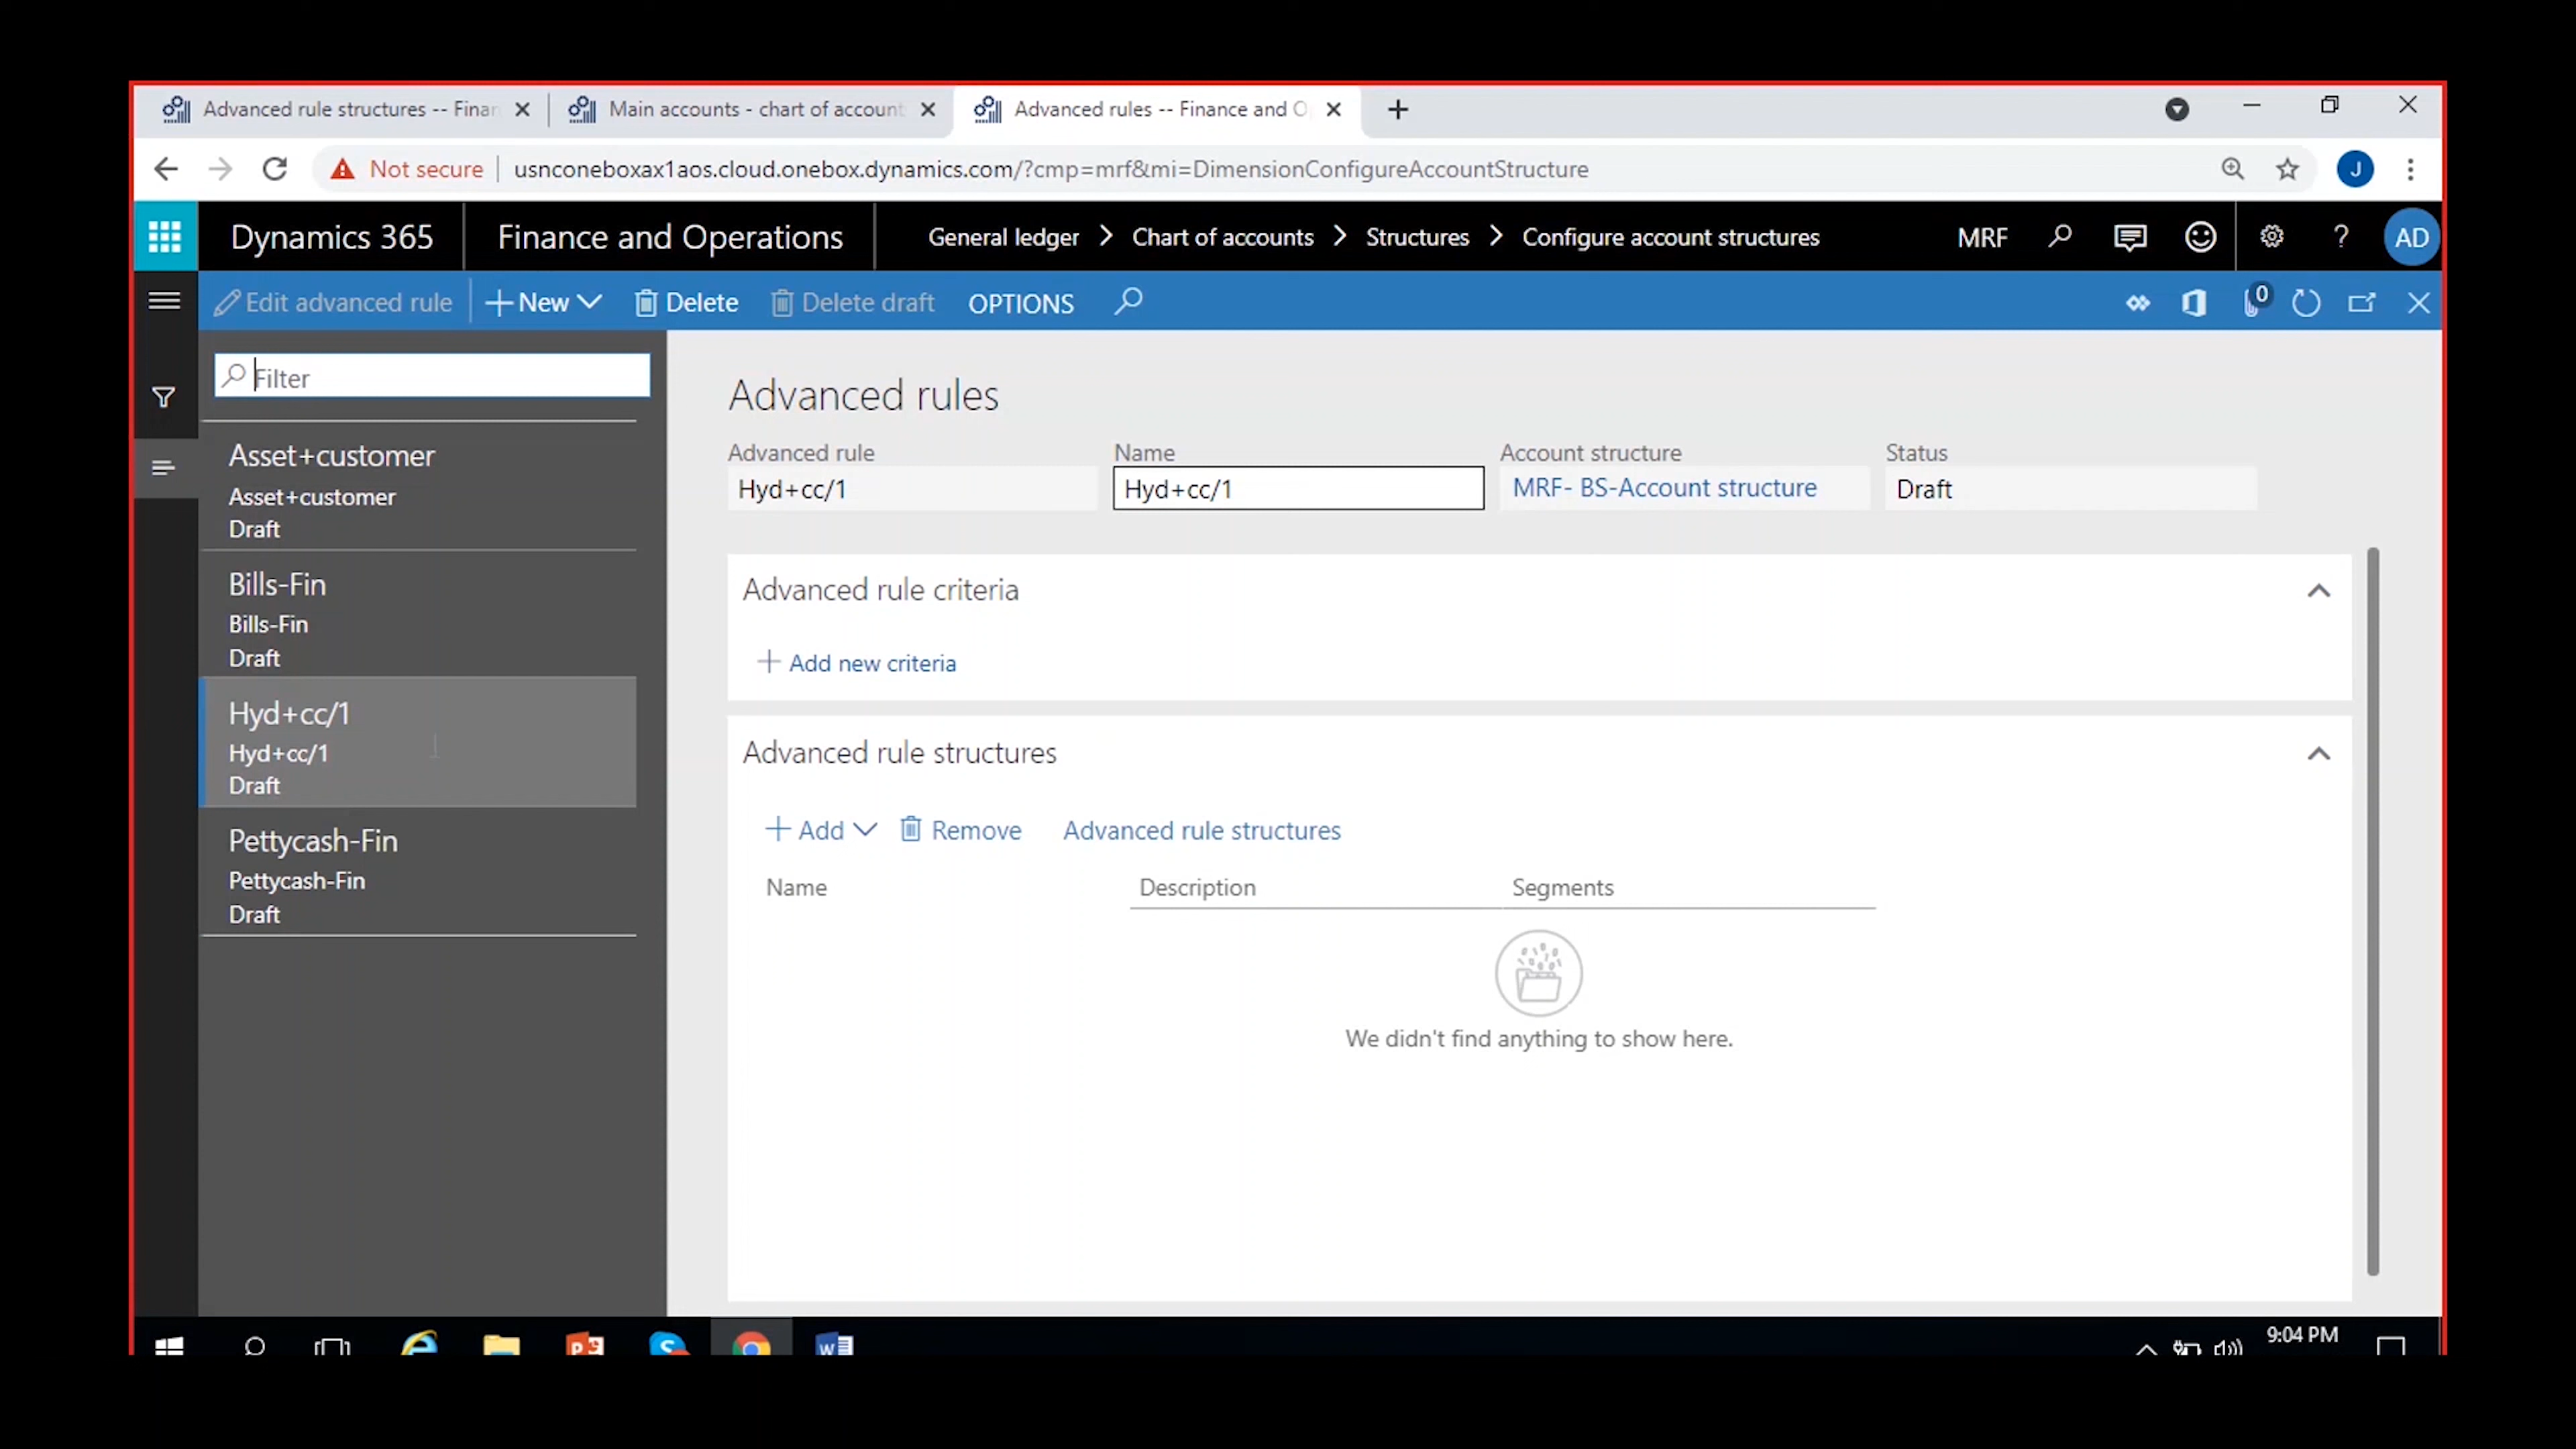 Advanced rule structures -- Finan
Main accounts - chart of account
Advanced rules -- Finance and O
Not secure usnconeboxax1aos.cloud.onebox.dynamics.com/?cmp=mrf&mi=DimensionConfigureAccountStructure
J
Dynamics 365 Finance and Operations General ledger > Chart of accounts > Structures > Configure account structures MRF ? AD
Edit advanced rule + New Delete Delete draft OPTIONS 0
Filter
Asset+customer
Asset+customer
Draft
Bills-Fin
Bills-Fin
Draft
Hyd+cc/1
Hyd+cc/1
Draft
Pettycash-Fin
Pettycash-Fin
Draft
Advanced rules
Advanced rule Name Account structure Status
Hyd+cc/1 Hyd+cc/1 MRF- BS-Account structure Draft
Advanced rule criteria
+ Add new criteria
Advanced rule structures
+ Add Remove Advanced rule structures
Name Description Segments
We didn't find anything to show here.
9:04 PM